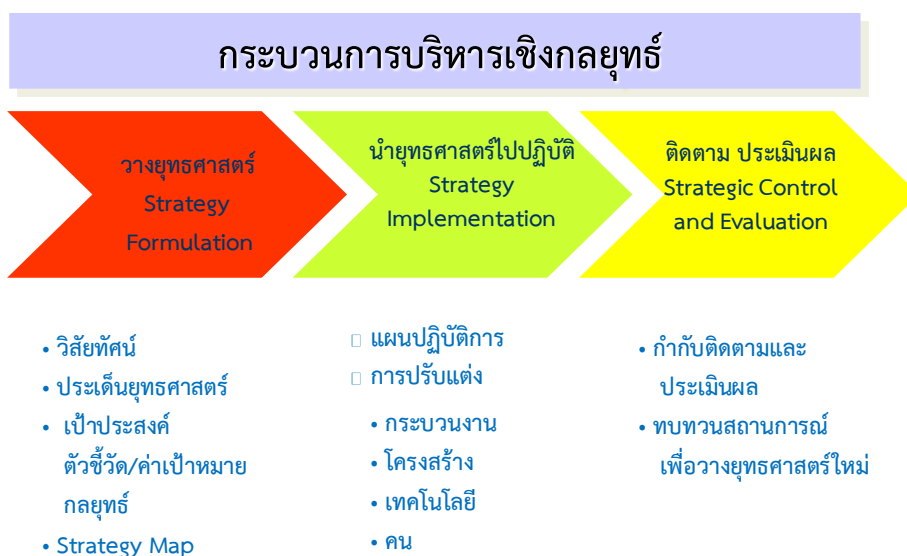 กระบวนการบริหารเชิงกลยุทธ์
วางยุทธศาสตร์
Strategy
Formulation
นำยุทธศาสตร์ไปปฏิบัติ
Strategy
Implementation
ติดตาม ประเมินผล
Strategic Control
and Evaluation
• วิสัยทัศน์
• ประเด็นยุทธศาสตร์
• เป้าประสงค์
ตัวชี้วัด/ค่าเป้าหมาย
กลยุทธ์
• Strategy Map
แผนปฏิบัติการ
การปรับแต่ง
• กระบวนงาน
• โครงสร้าง
• เทคโนโลยี
• คน
• กำกับติดตามและ
ประเมินผล
• ทบทวนสถานการณ์
เพื่อวางยุทธศาสตร์ใหม่